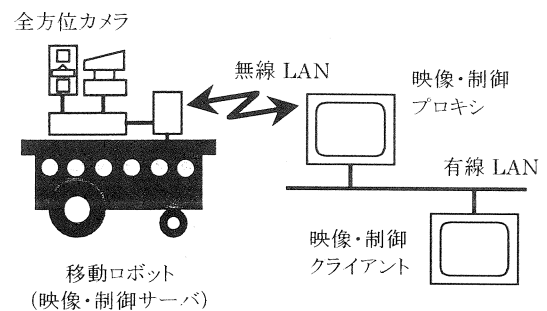 全方位カメラ
無線 LAN
映像・制御
プロキシ
有線 LAN
映像・制御
クライアント
移動ロボット
(映像・制御サーバ)